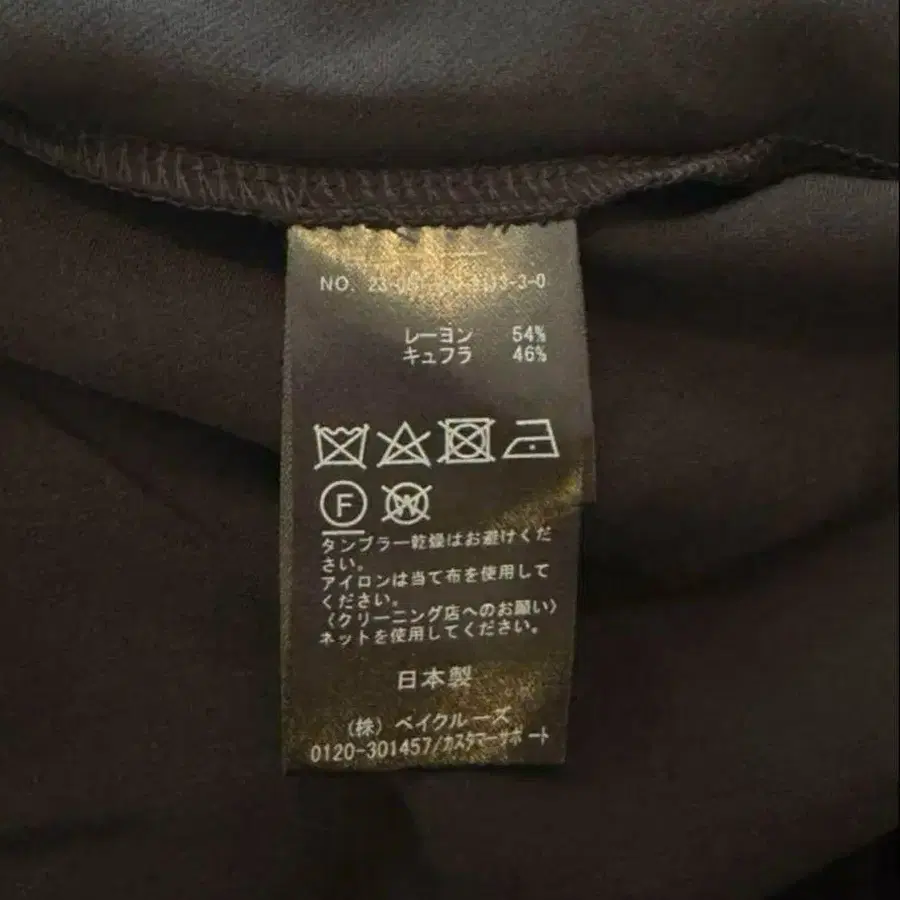 NO. 23-3-0
レーヨン 54%
キュプラ 46%
F
W
タンブラー乾燥はお避けくだ
さい。
アイロンは当て布を使用して
ください。
〈クリーニング店へのお願い〉
ネットを使用してください。
日本製
(株) ベイクルーズ
0120-301457/カスタマーサポート